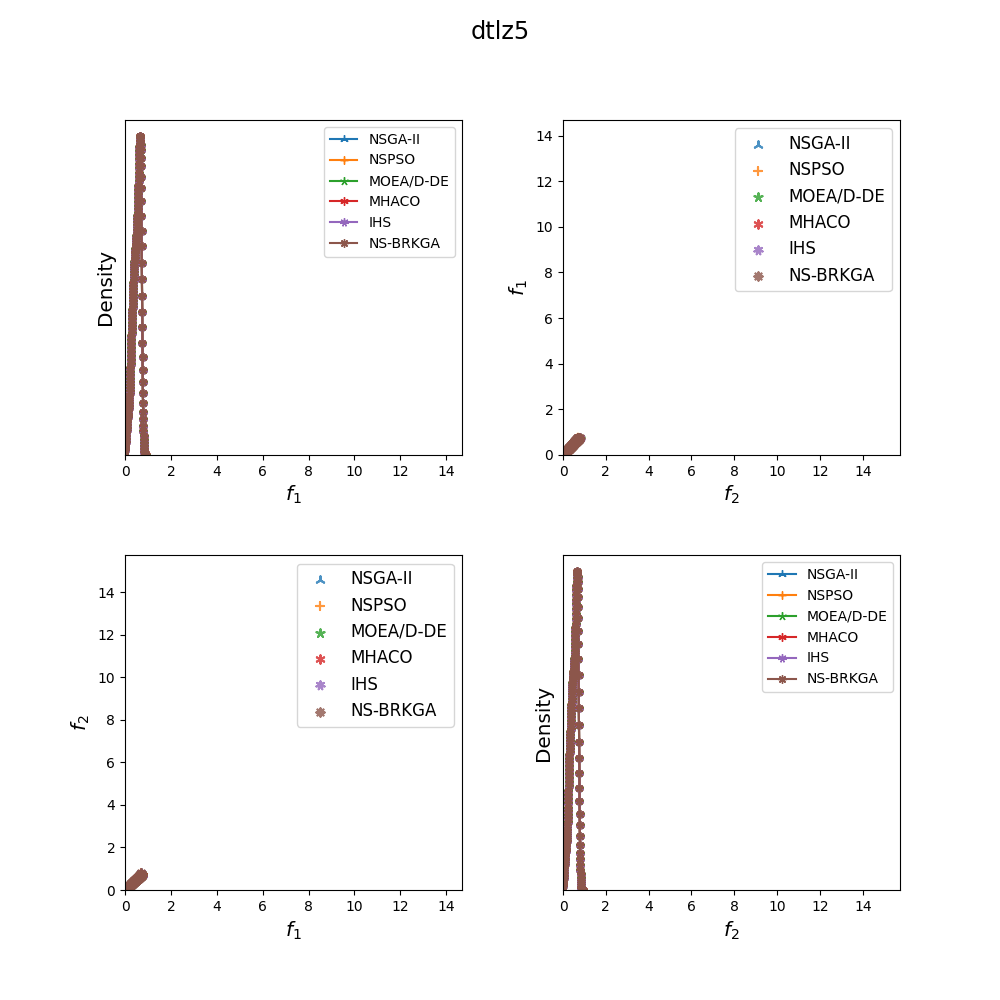 dtlz5
Density
NSGA-II
NSPSO
MOEA/D-DE
MHACO
IHS
NS-BRKGA
0 2 4 6 8 10 12 14
f1
f1
14
12
10
8
6
4
2
0
NSGA-II
NSPSO
MOEA/D-DE
MHACO
IHS
NS-BRKGA
0 2 4 6 8 10 12 14
f2
f2
14
12
10
8
6
4
2
0
NSGA-II
NSPSO
MOEA/D-DE
MHACO
IHS
NS-BRKGA
0 2 4 6 8 10 12 14
f1
Density
NSGA-II
NSPSO
MOEA/D-DE
MHACO
IHS
NS-BRKGA
0 2 4 6 8 10 12 14
f2